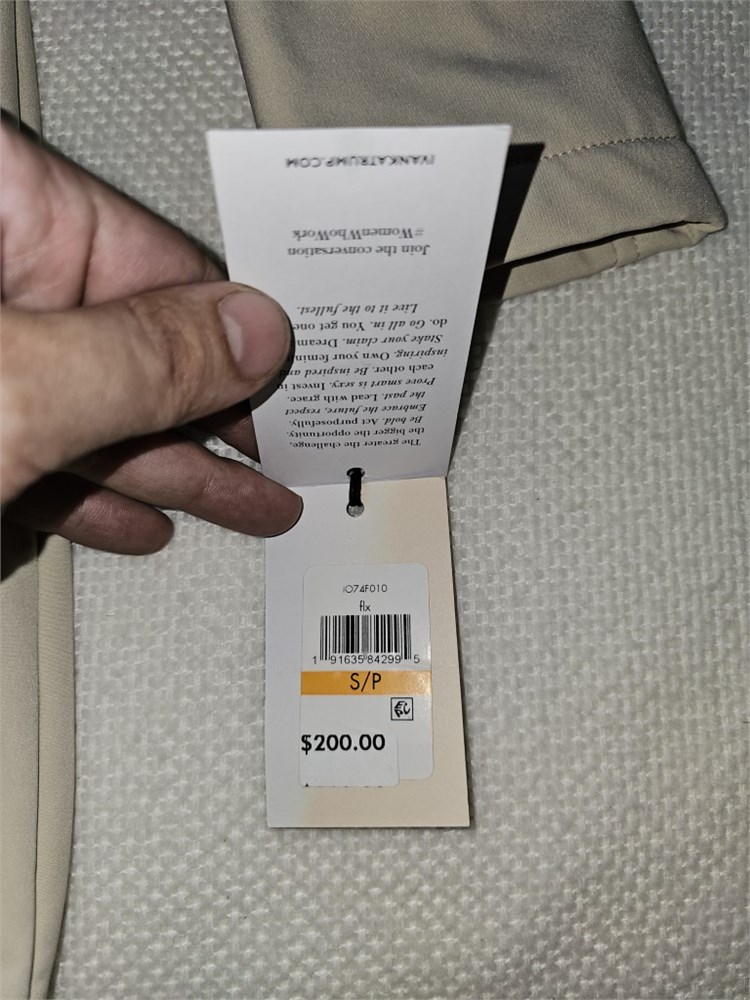 The greater the challenge,
the bigger the opportunity.
Be bold. Act purposefully.
Embrace the future, respect
the past. Lead with grace.
Prove smart is sexy. Invest in
each other. Be inspired and
inspiring. Own your
Stake your claim. Dream
do. Go all in. You get one
Live it to the fullest.
Join the conversation
#WomenWhoWork
IVANKATRUMP.COM
IO74F010
flx
1 91635 84299 5
S/P
$200.00